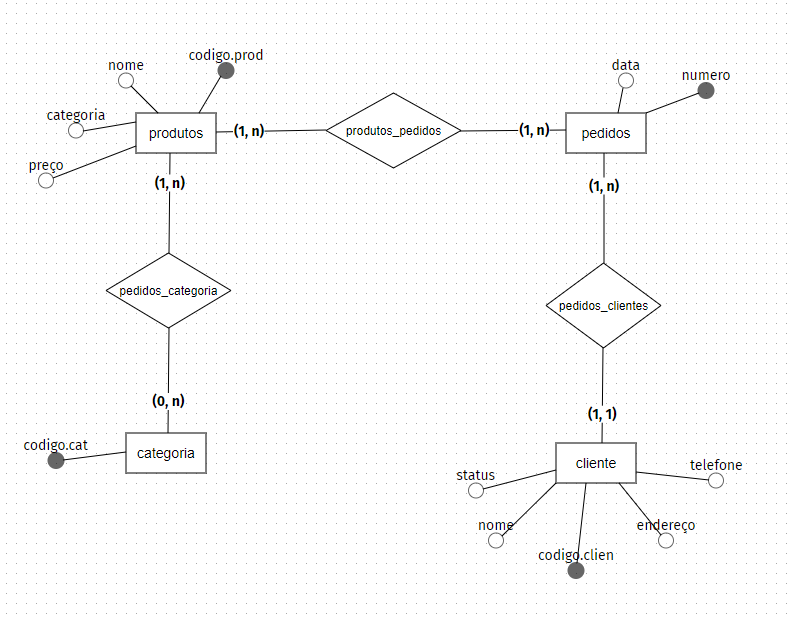 codigo.prod
nome
data
numero
categoria
produtos
(1, n)
produtos_pedidos
(1, n)
pedidos
preço
(1, n)
(1, n)
pedidos_categoria
pedidos_clientes
(0, n)
(1, 1)
codigo.cat
categoria
cliente
status
telefone
nome
endereço
codigo.clien